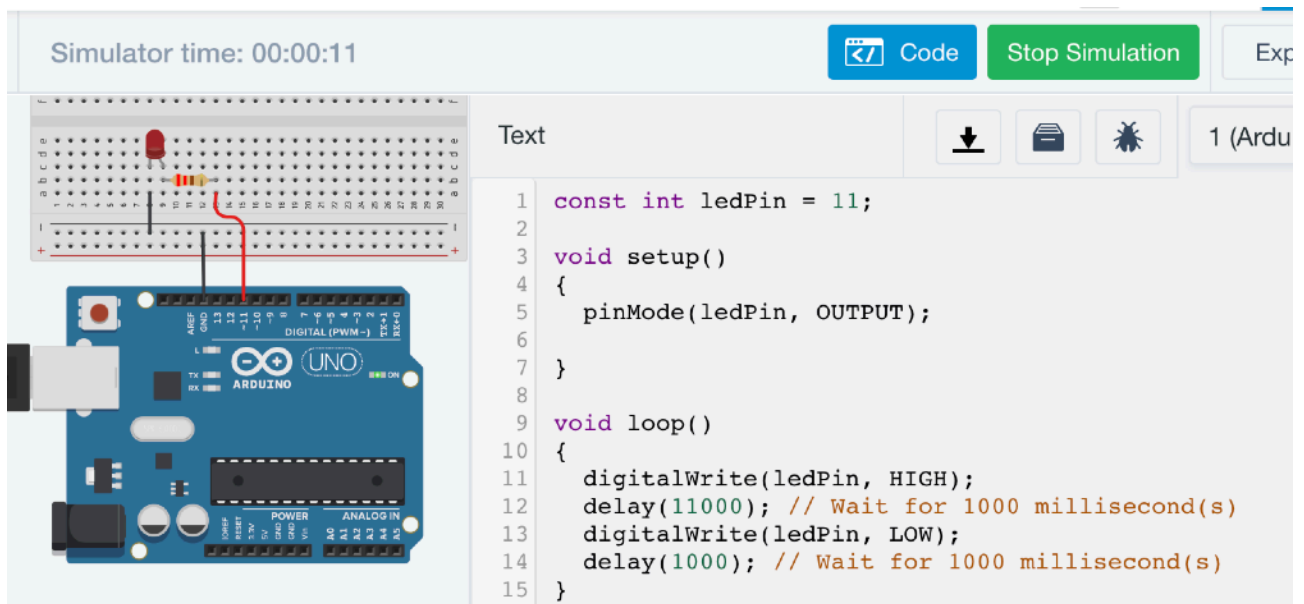 Simulator time: 00:00:11
Code
Stop Simulation
Exp
Text
1 (Ardu
1 const int ledPin = 11;
2
3 void setup()
4 {
5 pinMode(ledPin, OUTPUT);
6
7 }
8
9 void loop()
10 {
11 digitalWrite(ledPin, HIGH);
12 delay(11000); // Wait for 1000 millisecond(s)
13 digitalWrite(ledPin, LOW);
14 delay(1000); // Wait for 1000 millisecond(s)
15 }
AREF GND 13 12 ~11 ~10 ~9 8 7 ~6 ~5 4 ~3 2 TX→1 RX←0
DIGITAL (PWM~)
L
TX
RX
ARDUINO
UNO
ON
POWER
ANALOG IN
IOREF RESET 3.3V 5V GND GND Vin A0 A1 A2 A3 A4 A5